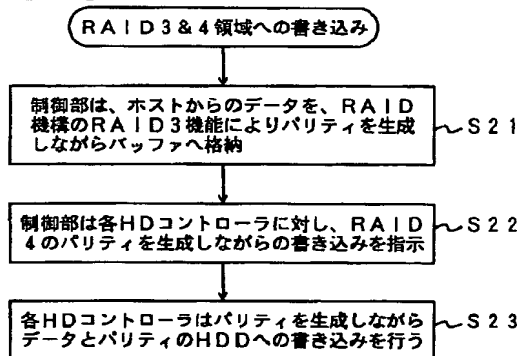 RAID3&4領域への書き込み
制御部は、ホストからのデータを、RAID
機構のRAID3機能によりパリティを生成
しながらバッファへ格納
S21
制御部は各HDコントローラに対し、RAID
4のパリティを生成しながらの書き込みを指示
S22
各HDコントローラはパリティを生成しながら
データとパリティのHDDへの書き込みを行う
S23